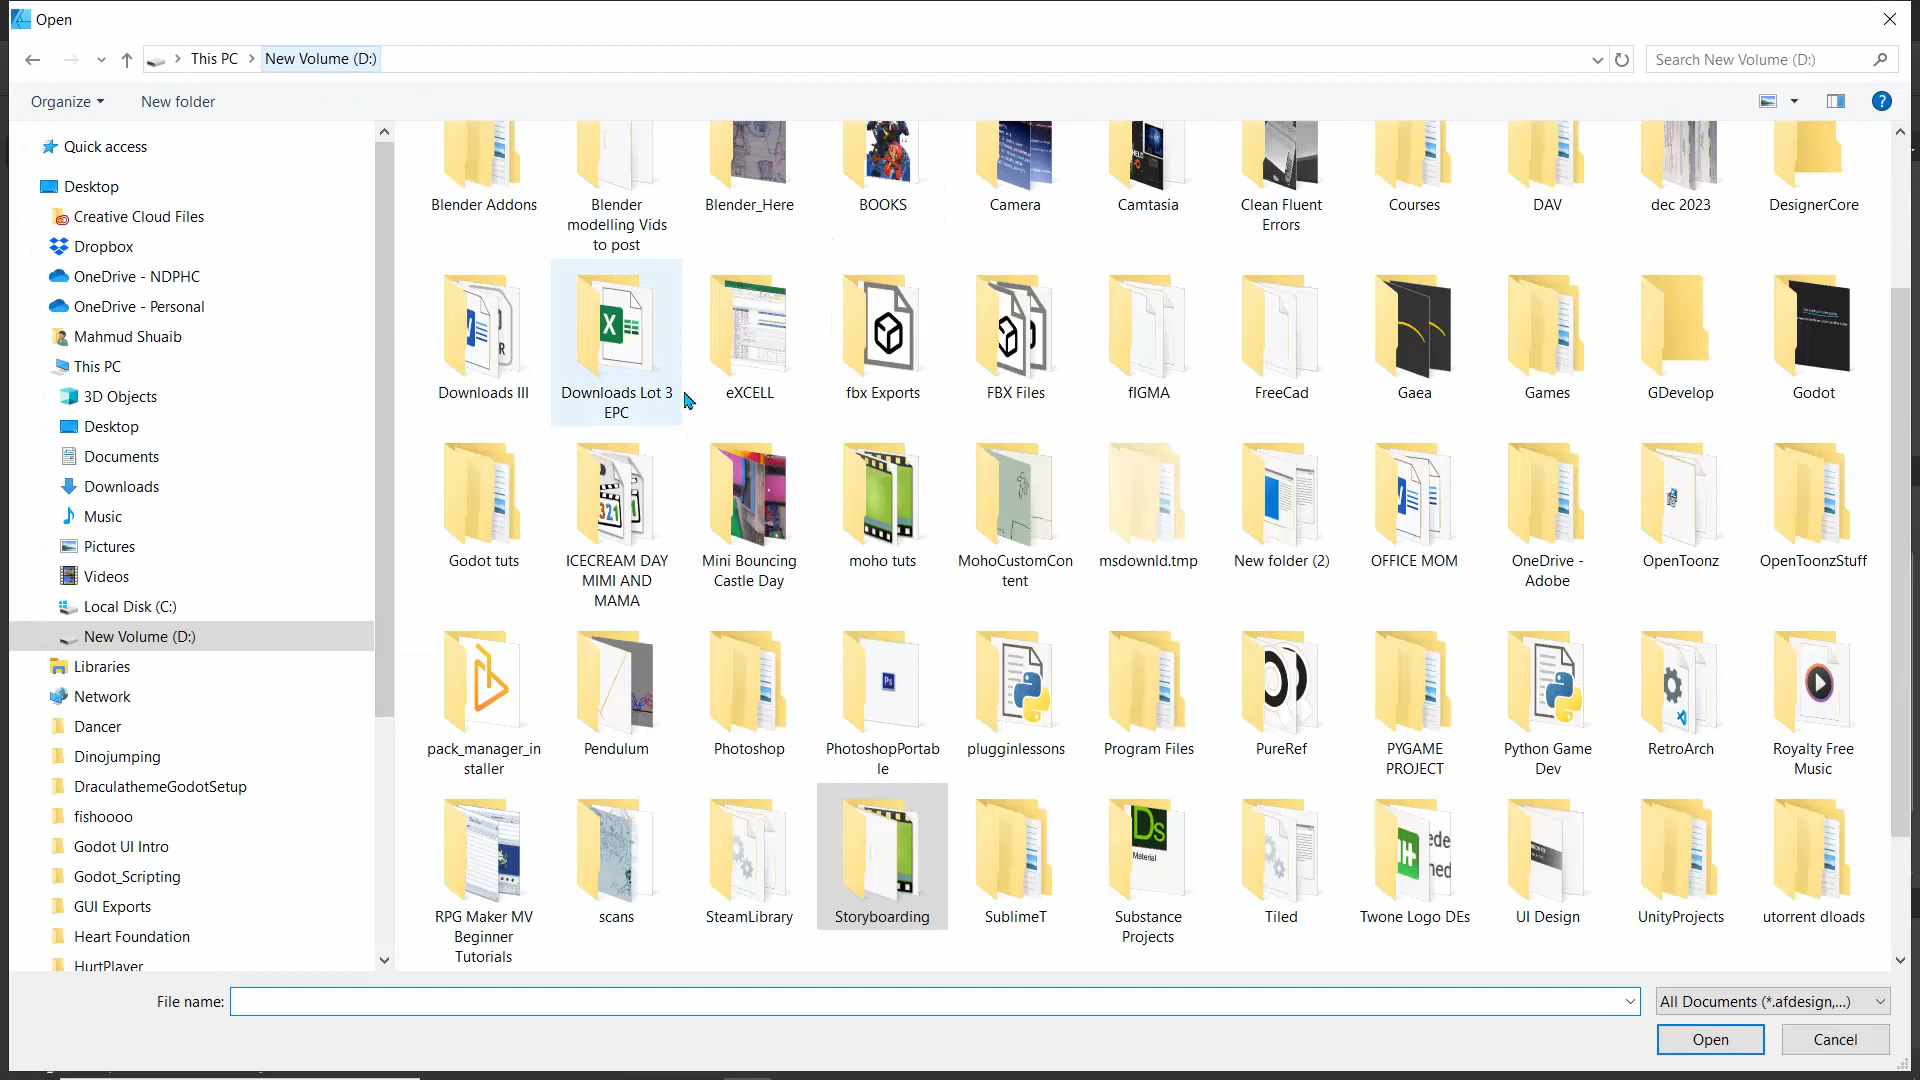 Open
This PC
New Volume (D:)
Search New Volume (D:)
Organize
New folder
Quick access
Desktop
Creative Cloud Files
Dropbox
OneDrive - NDPHC
OneDrive - Personal
Mahmud Shuaib
This PC
3D Objects
Desktop
Documents
Downloads
Music
Pictures
Videos
Local Disk (C:)
New Volume (D:)
Libraries
Network
Dancer
Dinojumping
DraculathemeGodotSetup
fishoooo
Godot UI Intro
Godot_Scripting
GUI Exports
Heart Foundation
HurtPlayer
Blender Addons
Blender
modelling Vids
to post
Blender_Here
BOOKS
Camera
Camtasia
Clean Fluent
Errors
Courses
DAV
dec 2023
DesignerCore
Downloads III
Downloads Lot 3
EPC
eXCELL
fbx Exports
FBX Files
fIGMA
FreeCad
Gaea
Games
GDevelop
Godot
Godot tuts
ICECREAM DAY
MIMI AND
MAMA
Mini Bouncing
Castle Day
moho tuts
MohoCustomCon
tent
msdownld.tmp
New folder (2)
OFFICE MOM
OneDrive -
Adobe
OpenToonz
OpenToonzStuff
pack_manager_in
staller
Pendulum
Photoshop
PhotoshopPortab
le
plugginlessons
Program Files
PureRef
PYGAME
PROJECT
Python Game
Dev
RetroArch
Royalty Free
Music
RPG Maker MV
Beginner
Tutorials
scans
SteamLibrary
Storyboarding
SublimeT
Ds
Material
Substance
Projects
Tiled
Twone Logo DEs
UI Design
UnityProjects
utorrent dloads
File name:
All Documents (*.afdesign,...)
Open
Cancel